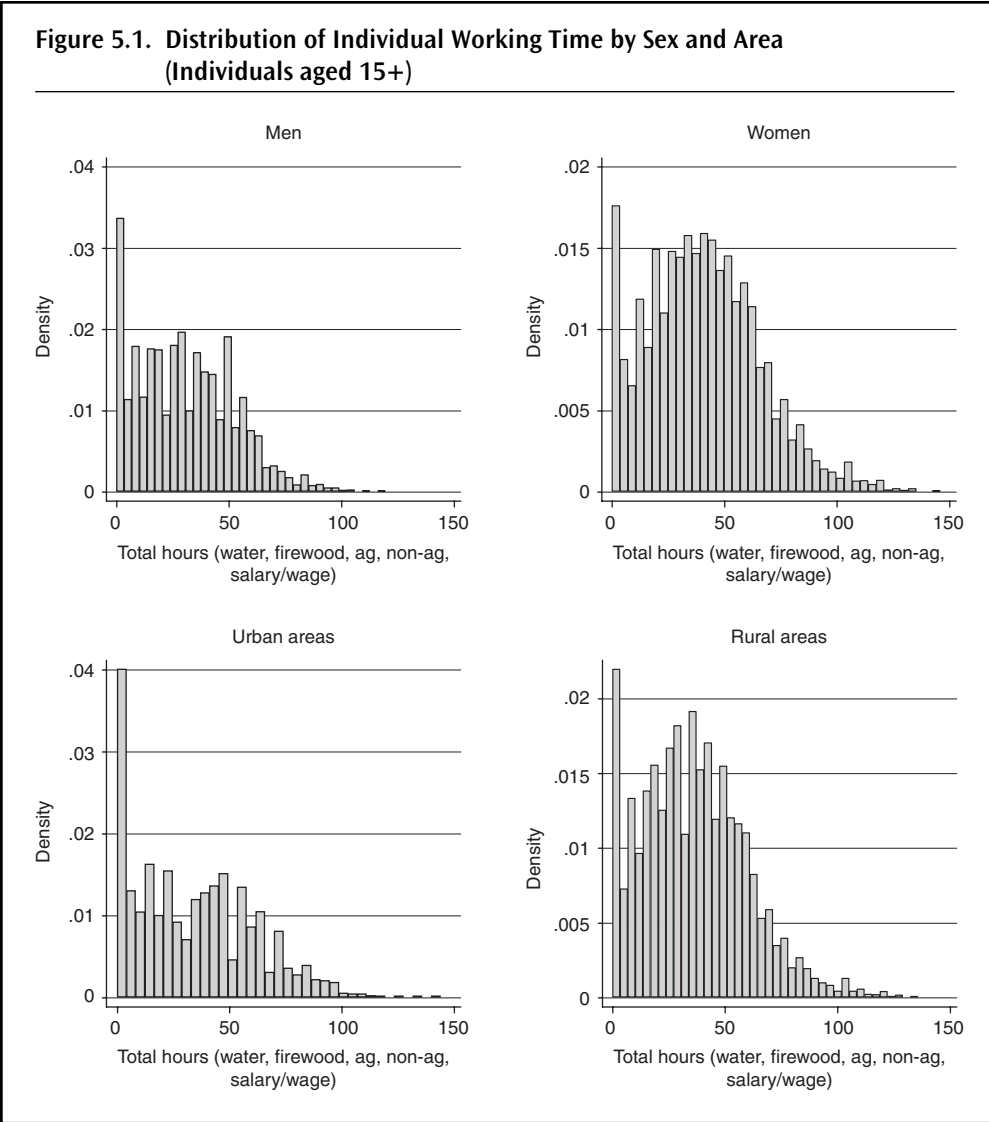 Figure 5.1. Distribution of Individual Working Time by Sex and Area
(Individuals aged 15+)
Men
.04
.03
.02
.01
0
Density
0 50 100 150
Total hours (water, firewood, ag, non-ag,
salary/wage)
Women
.02
.015
.01
.005
0
Density
0 50 100 150
Total hours (water, firewood, ag, non-ag,
salary/wage)
Urban areas
.04
.03
.02
.01
0
Density
0 50 100 150
Total hours (water, firewood, ag, non-ag,
salary/wage)
Rural areas
.02
.015
.01
.005
0
Density
0 50 100 150
Total hours (water, firewood, ag, non-ag,
salary/wage)